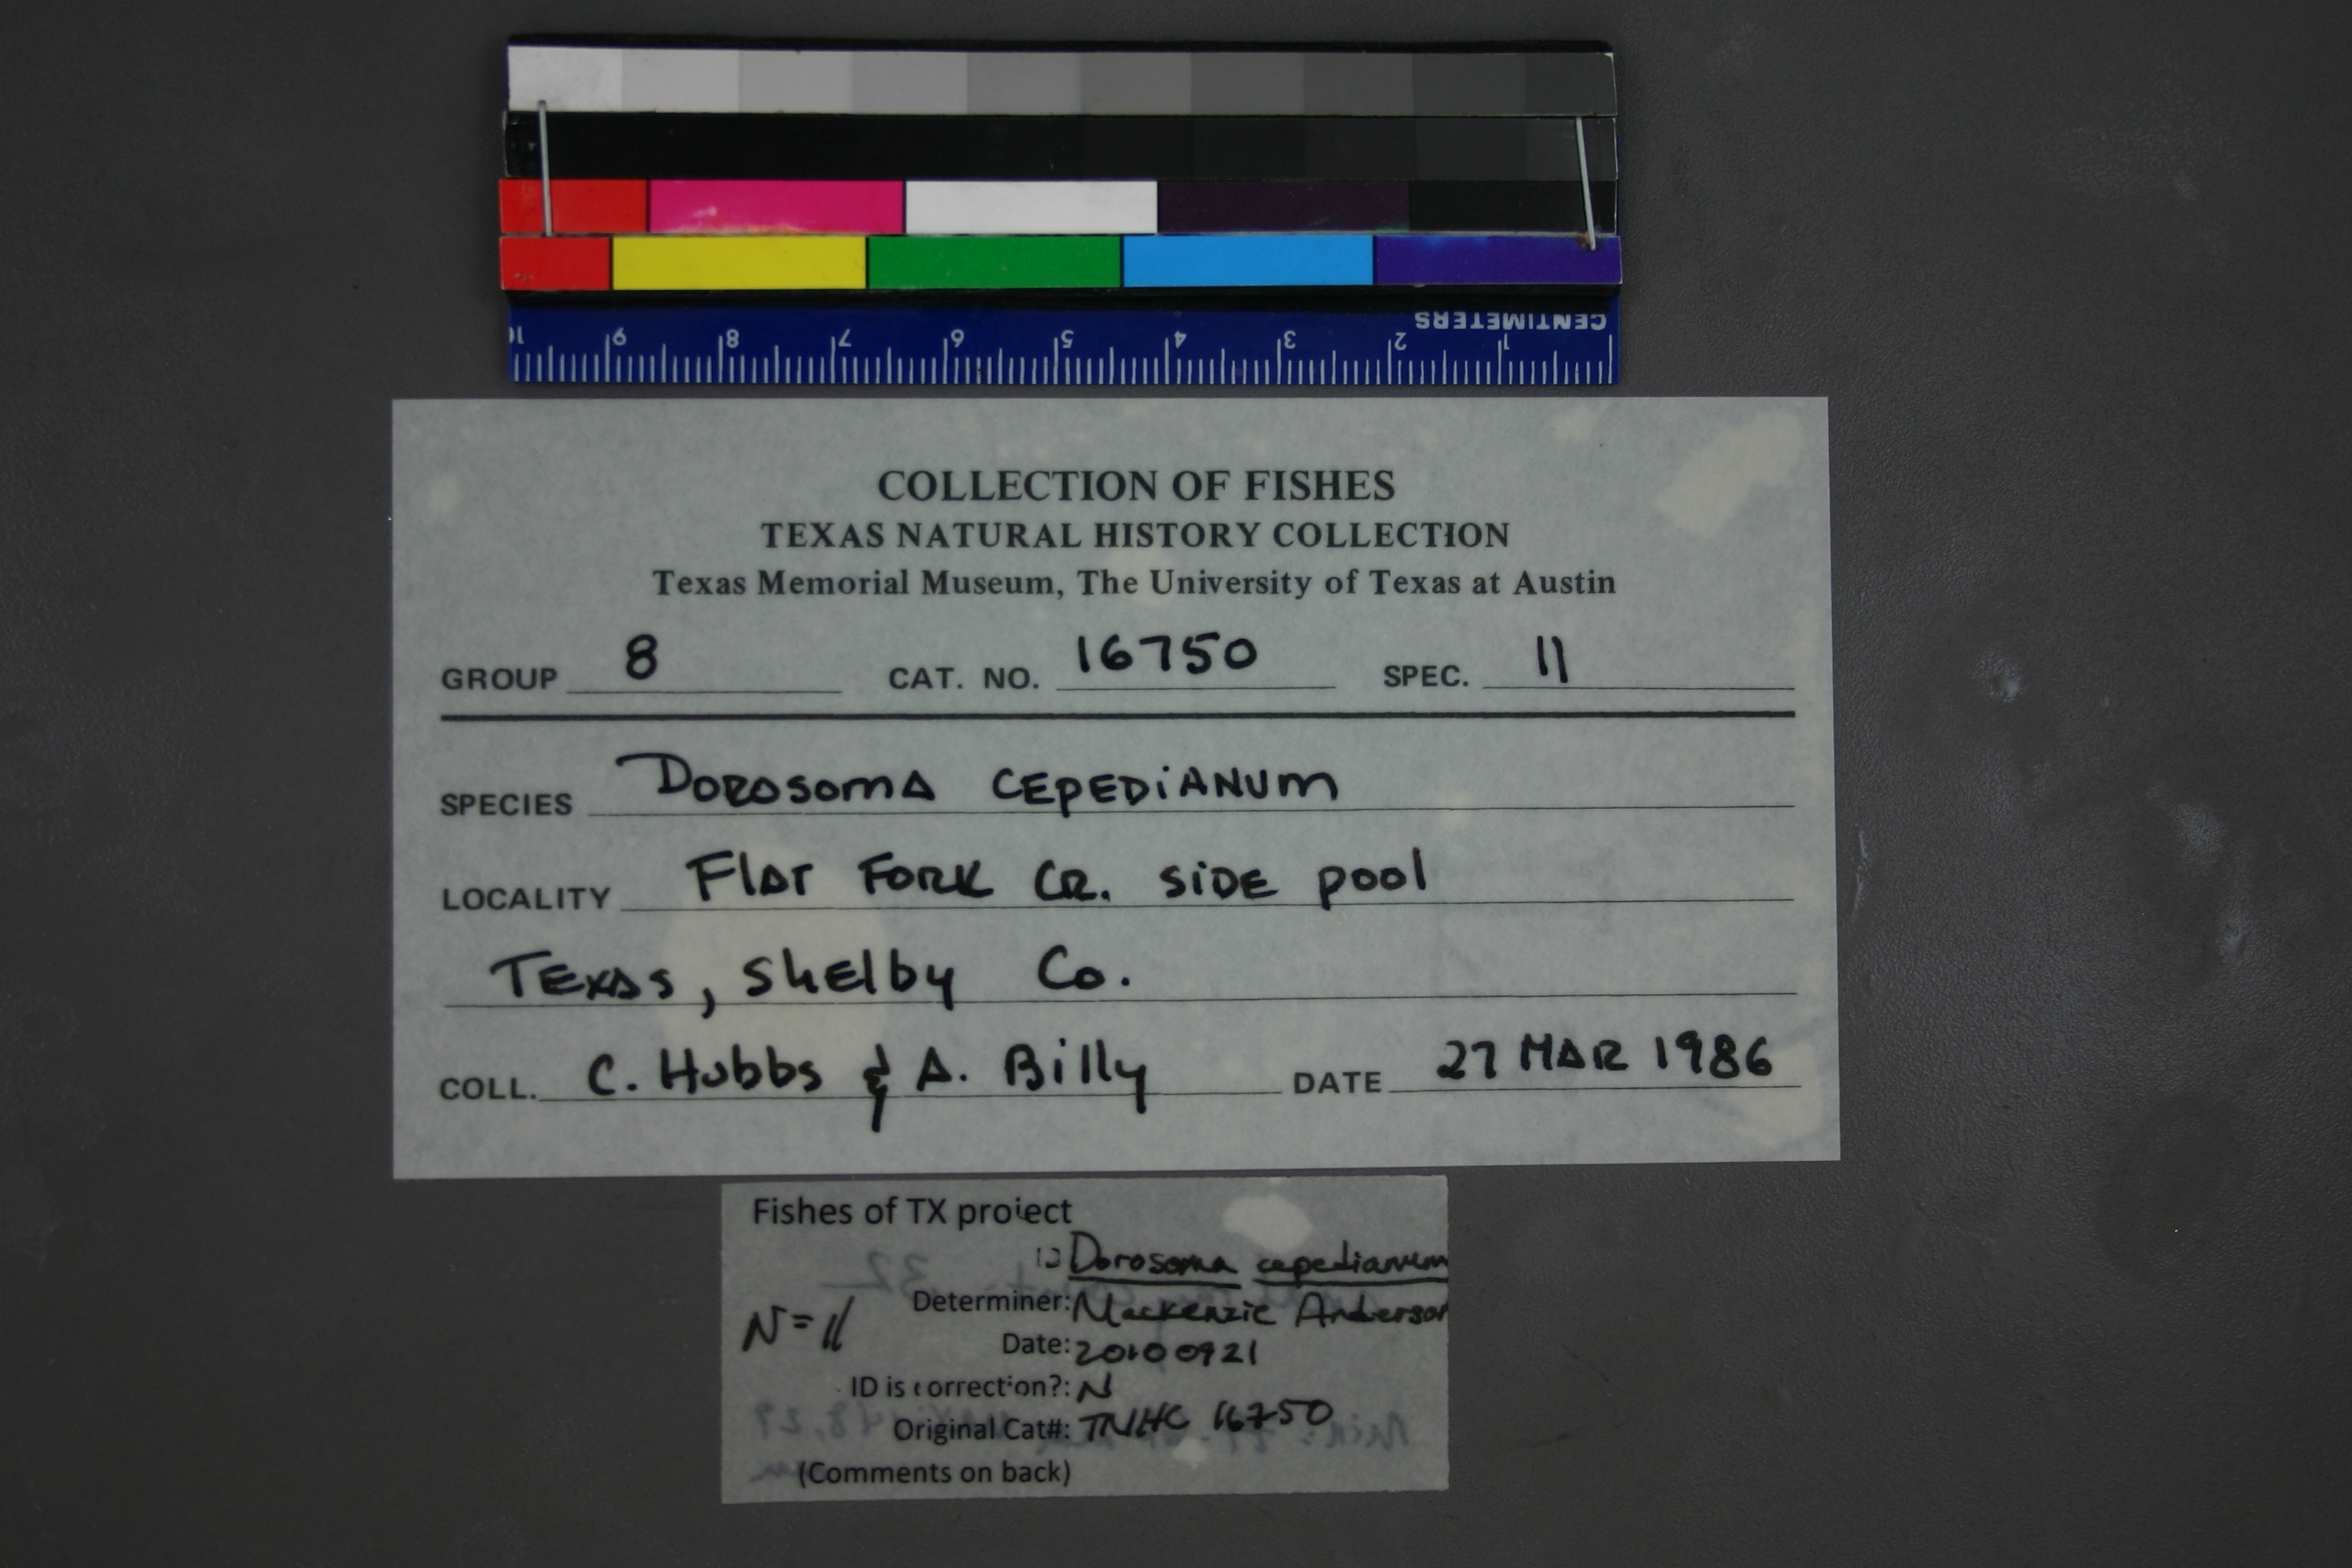 10 9 8 7 6 5 4 3 2 1
CENTIMETERS
COLLECTION OF FISHES
TEXAS NATURAL HISTORY COLLECTION
Texas Memorial Museum, The University of Texas at Austin
GROUP 8 CAT. NO. 16750 SPEC. 11
SPECIES Dorosoma cepedianum
LOCALITY Flat Fork Cr. side pool
Texas, Shelby Co.
COLL. C. Hubbs & A. Billy DATE 27 MAR 1986
Fishes of TX project
ID Dorosoma cepedianum
Determiner: Mackenzie Anderson
N=11
Date: 20100921
ID is correction?: N
Original Cat#: TNHC 16750
(Comments on back)